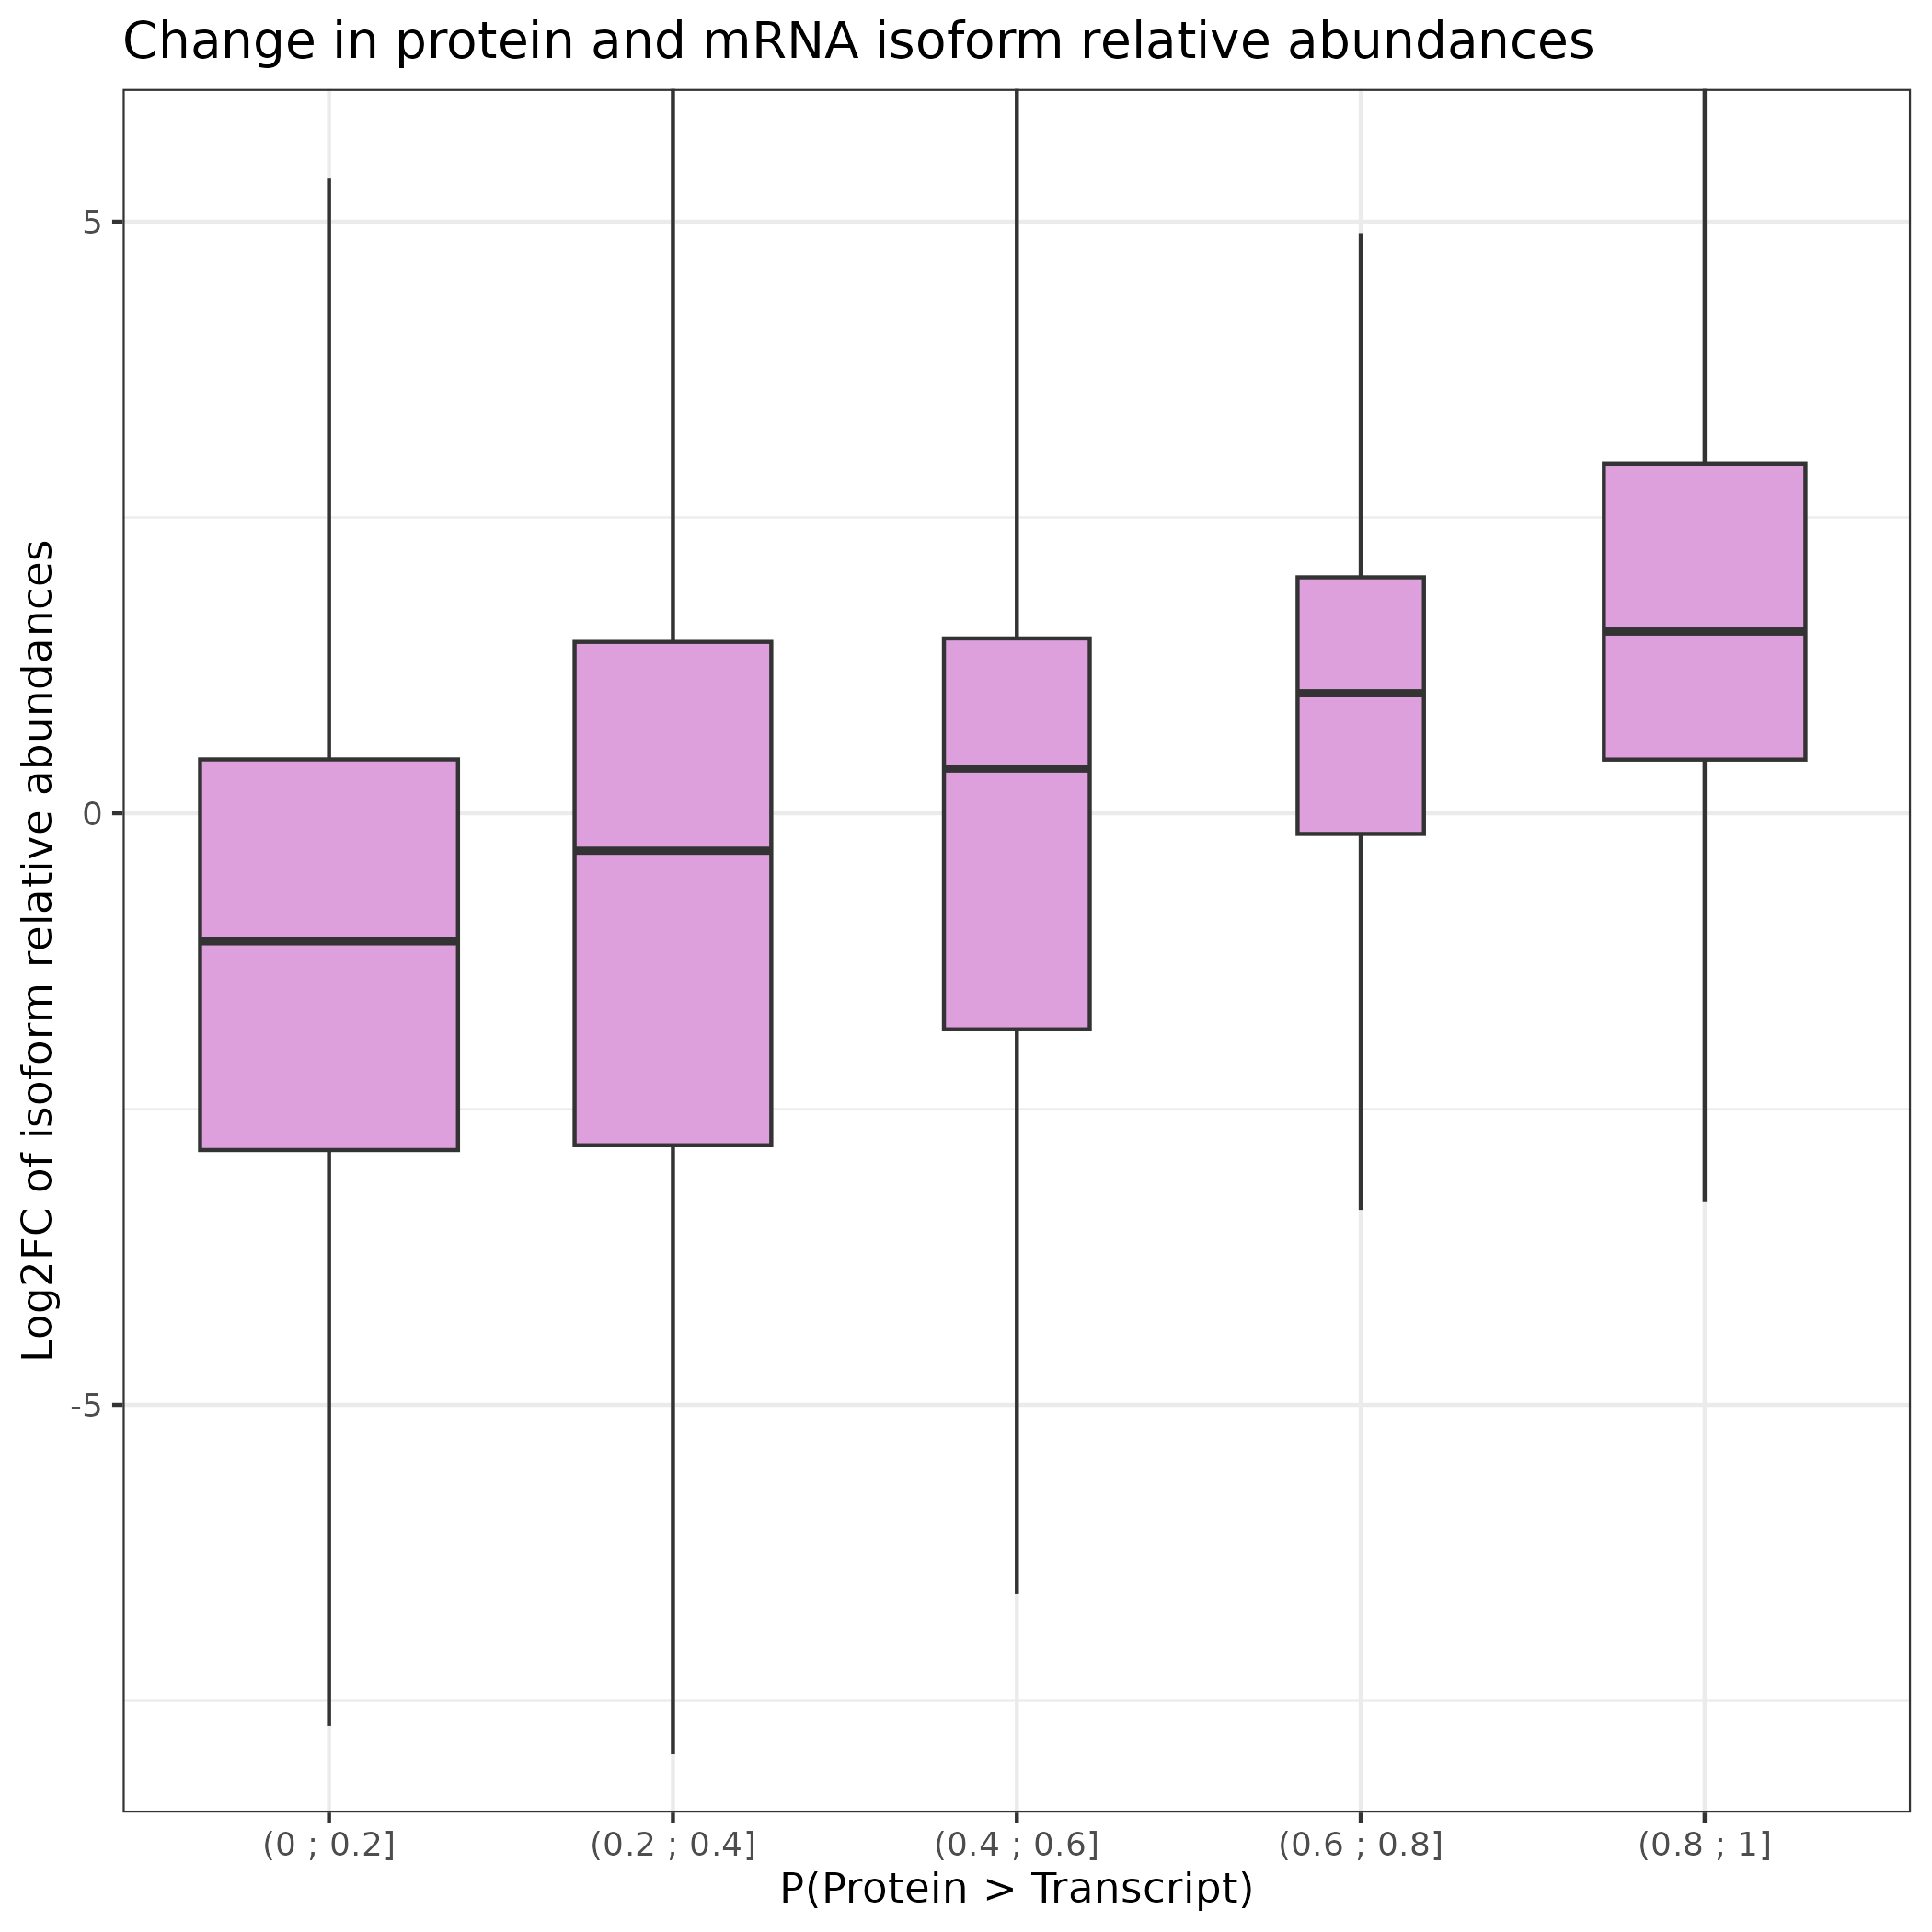 Change in protein and mRNA isoform relative abundances
Log2FC of isoform relative abundances
5
0
-5
(0 ; 0.2]
(0.2 ; 0.4]
(0.4 ; 0.6]
(0.6 ; 0.8]
(0.8 ; 1]
P(Protein > Transcript)